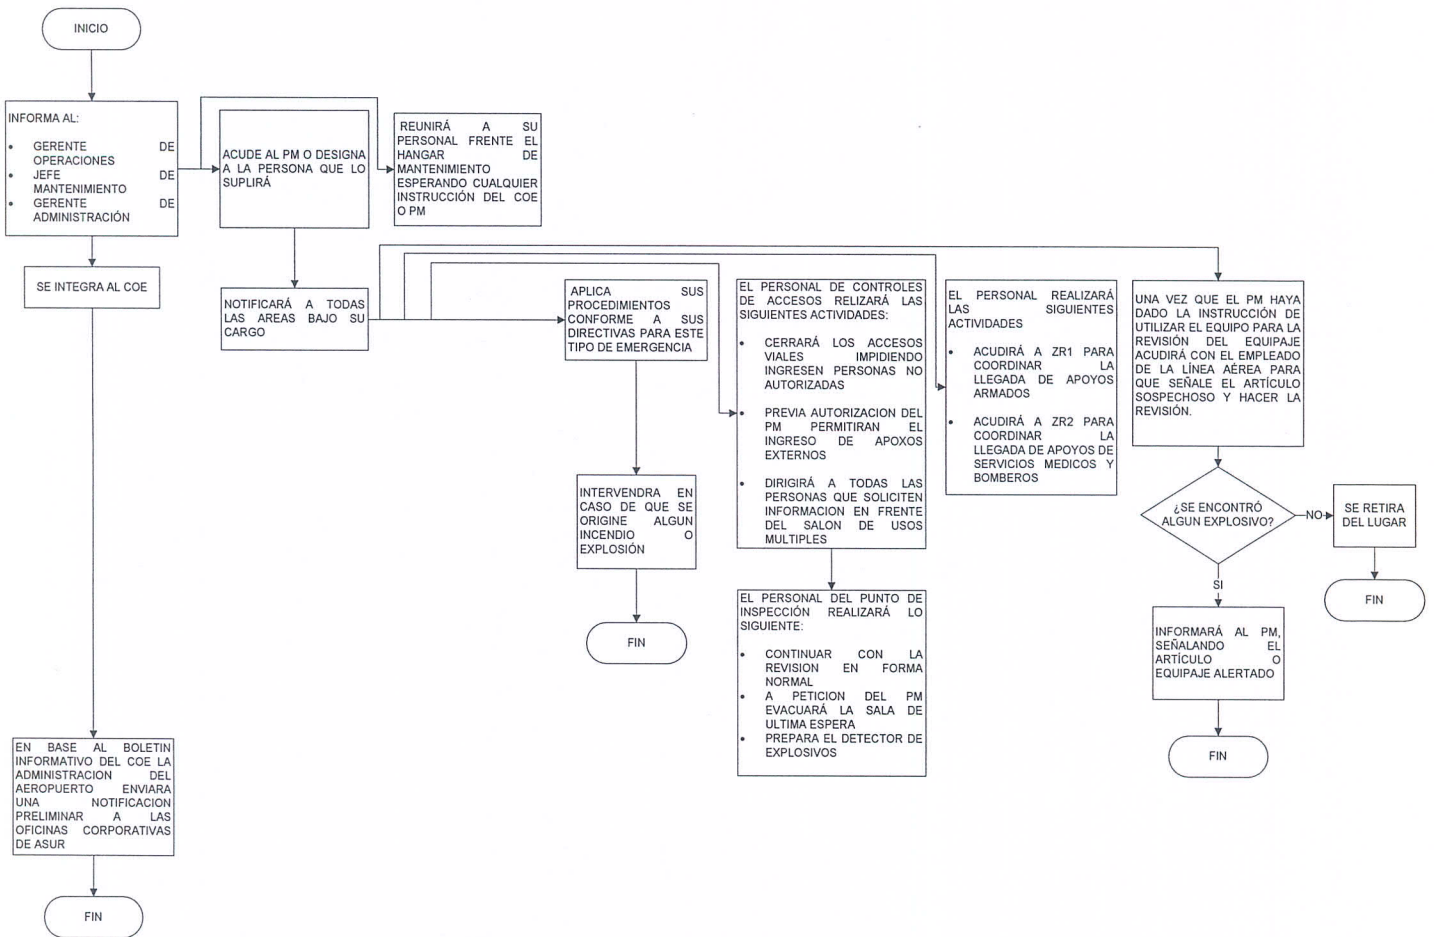 INICIO
INFORMA AL:
• GERENTE DE
OPERACIONES
• JEFE DE
MANTENIMIENTO
• GERENTE DE
ADMINISTRACIÓN
SE INTEGRA AL COE
EN BASE AL BOLETIN
INFORMATIVO DEL COE LA
ADMINISTRACION DEL
AEROPUERTO ENVIARA
UNA NOTIFICACION
PRELIMINAR A LAS
OFICINAS CORPORATIVAS
DE ASUR
FIN
ACUDE AL PM O DESIGNA
A LA PERSONA QUE LO
SUPLIRÁ
REUNIRÁ A SU
PERSONAL FRENTE EL
HANGAR DE
MANTENIMIENTO
ESPERANDO CUALQUIER
INSTRUCCIÓN DEL COE
O PM
NOTIFICARÁ A TODAS
LAS AREAS BAJO SU
CARGO
APLICA SUS
PROCEDIMIENTOS
CONFORME A SUS
DIRECTIVAS PARA ESTE
TIPO DE EMERGENCIA
INTERVENDRA EN
CASO DE QUE SE
ORIGINE ALGUN
INCENDIO O
EXPLOSIÓN
FIN
EL PERSONAL DE CONTROLES
DE ACCESOS RELIZARÁ LAS
SIGUIENTES ACTIVIDADES:
• CERRARÁ LOS ACCESOS
VIALES IMPIDIENDO
INGRESEN PERSONAS NO
AUTORIZADAS
• PREVIA AUTORIZACION DEL
PM PERMITIRAN EL
INGRESO DE APOXOS
EXTERNOS
• DIRIGIRÁ A TODAS LAS
PERSONAS QUE SOLICITEN
INFORMACION EN FRENTE
DEL SALON DE USOS
MULTIPLES
EL PERSONAL DEL PUNTO DE
INSPECCIÓN REALIZARÁ LO
SIGUIENTE:
• CONTINUAR CON LA
REVISION EN FORMA
NORMAL
• A PETICION DEL PM
EVACUARÁ LA SALA DE
ULTIMA ESPERA
• PREPARA EL DETECTOR DE
EXPLOSIVOS
EL PERSONAL REALIZARÁ
LAS SIGUIENTES
ACTIVIDADES
• ACUDIRÁ A ZR1 PARA
COORDINAR LA
LLEGADA DE APOYOS
ARMADOS
• ACUDIRÁ A ZR2 PARA
COORDINAR LA
LLEGADA DE APOYOS DE
SERVICIOS MEDICOS Y
BOMBEROS
UNA VEZ QUE EL PM HAYA
DADO LA INSTRUCCIÓN DE
UTILIZAR EL EQUIPO PARA LA
REVISIÓN DEL EQUIPAJE
ACUDIRÁ CON EL EMPLEADO
DE LA LÍNEA AÉREA PARA
QUE SEÑALE EL ARTÍCULO
SOSPECHOSO Y HACER LA
REVISIÓN.
¿SE ENCONTRÓ
ALGUN EXPLOSIVO?
NO
SE RETIRA
DEL LUGAR
FIN
SI
INFORMARÁ AL PM,
SEÑALANDO EL
ARTÍCULO O
EQUIPAJE ALERTADO
FIN